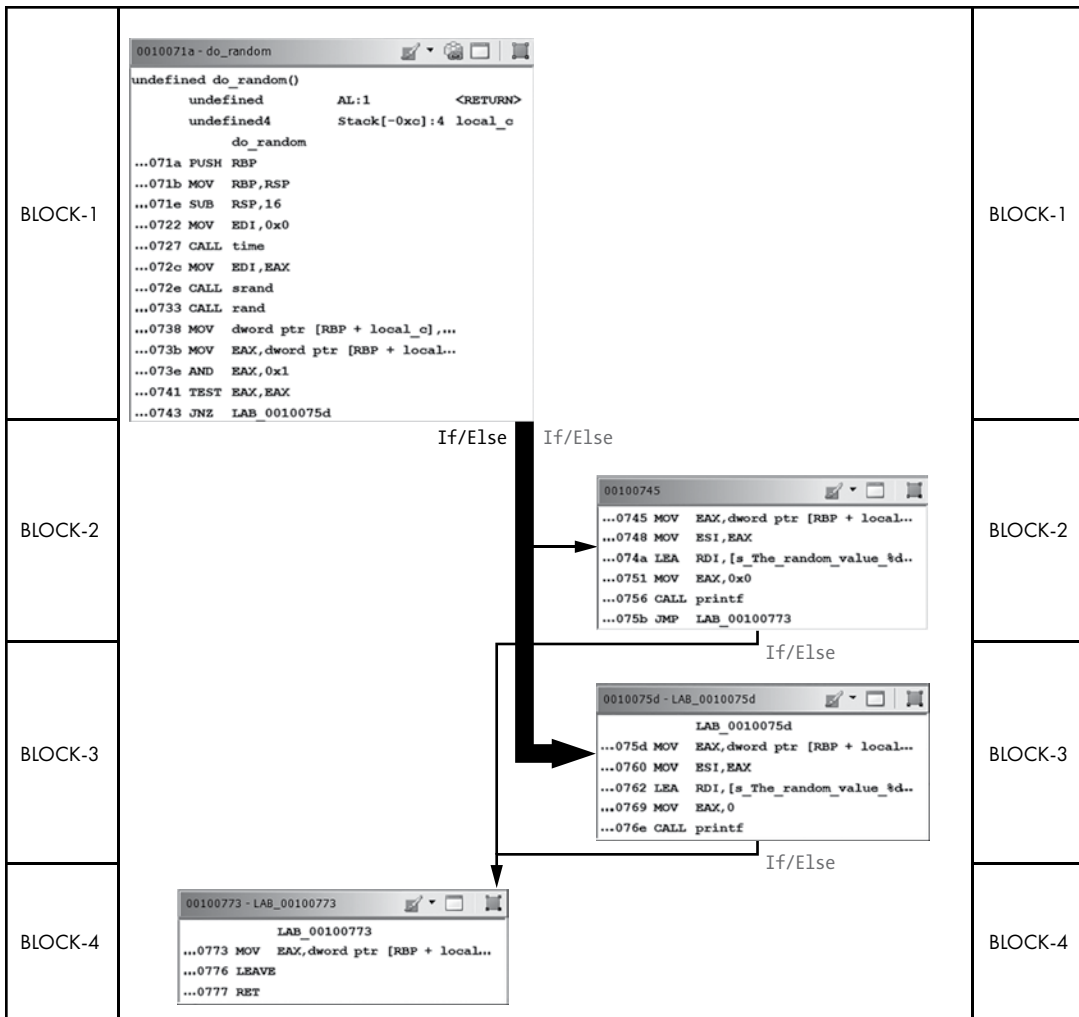 BLOCK-1
0010071a - do_random
undefined do_random()
undefined AL:1 <RETURN>
undefined4 Stack[-0xc]:4 local_c
do_random
...071a PUSH RBP
...071b MOV RBP,RSP
...071e SUB RSP,16
...0722 MOV EDI,0x0
...0727 CALL time
...072c MOV EDI,EAX
...072e CALL srand
...0733 CALL rand
...0738 MOV dword ptr [RBP + local_c],...
...073b MOV EAX,dword ptr [RBP + local...
...073e AND EAX,0x1
...0741 TEST EAX,EAX
...0743 JNZ LAB_0010075d
BLOCK-1
If/Else If/Else
BLOCK-2
00100745
...0745 MOV EAX,dword ptr [RBP + local...
...0748 MOV ESI,EAX
...074a LEA RDI,[s_The_random_value_%d..
...0751 MOV EAX,0x0
...0756 CALL printf
...075b JMP LAB_00100773
BLOCK-2
If/Else
BLOCK-3
0010075d - LAB_0010075d
LAB_0010075d
...075d MOV EAX,dword ptr [RBP + local...
...0760 MOV ESI,EAX
...0762 LEA RDI,[s_The_random_value_%d..
...0769 MOV EAX,0
...076e CALL printf
BLOCK-3
If/Else
BLOCK-4
00100773 - LAB_00100773
LAB_00100773
...0773 MOV EAX,dword ptr [RBP + local...
...0776 LEAVE
...0777 RET
BLOCK-4